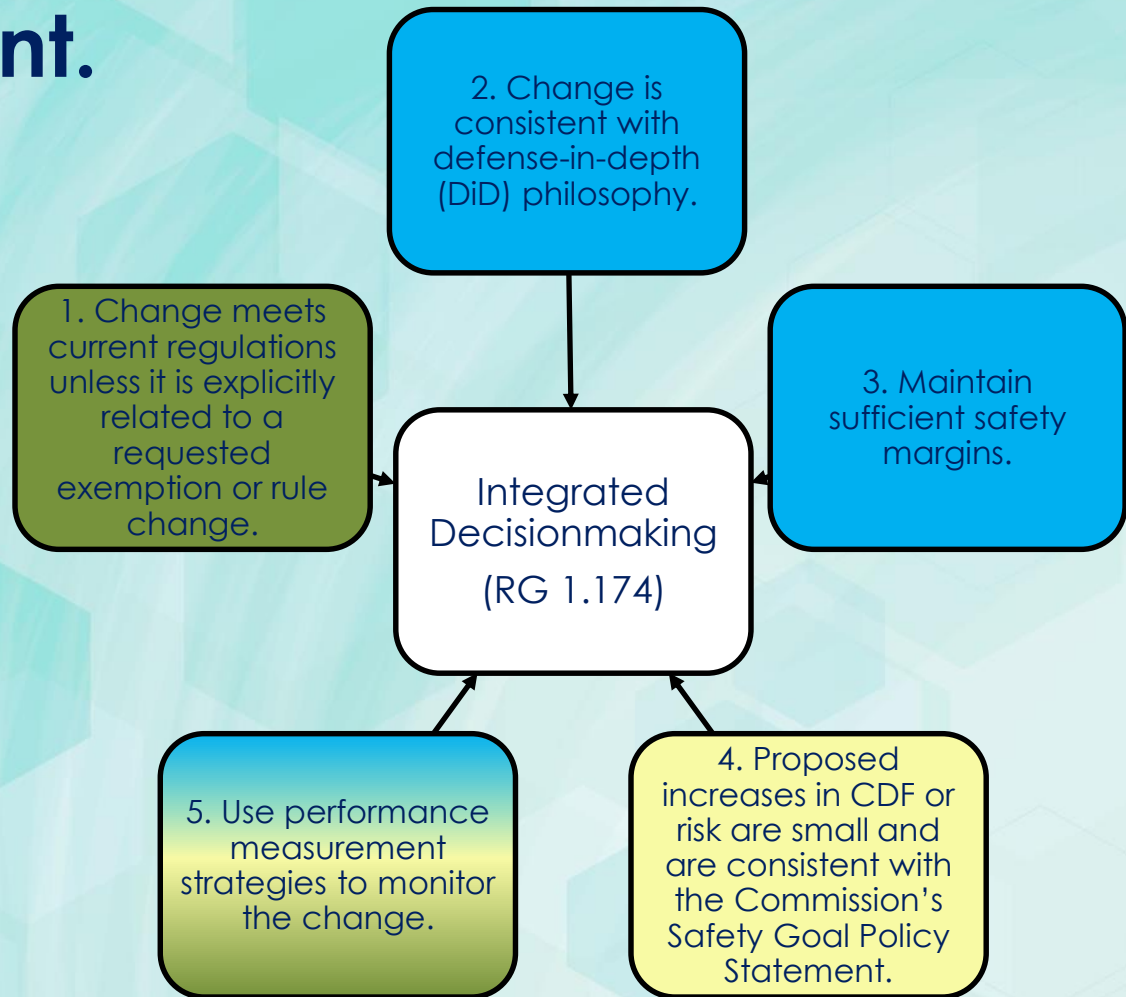 nt.
2. Change is
consistent with
defense-in-depth
(DiD) philosophy.
1. Change meets
current regulations
unless it is explicitly
related to a
requested
exemption or rule
change.
3. Maintain
sufficient safety
margins.
Integrated
Decisionmaking
(RG 1.174)
5. Use performance
measurement
strategies to monitor
the change.
4. Proposed
increases in CDF or
risk are small and
are consistent with
the Commission’s
Safety Goal Policy
Statement.